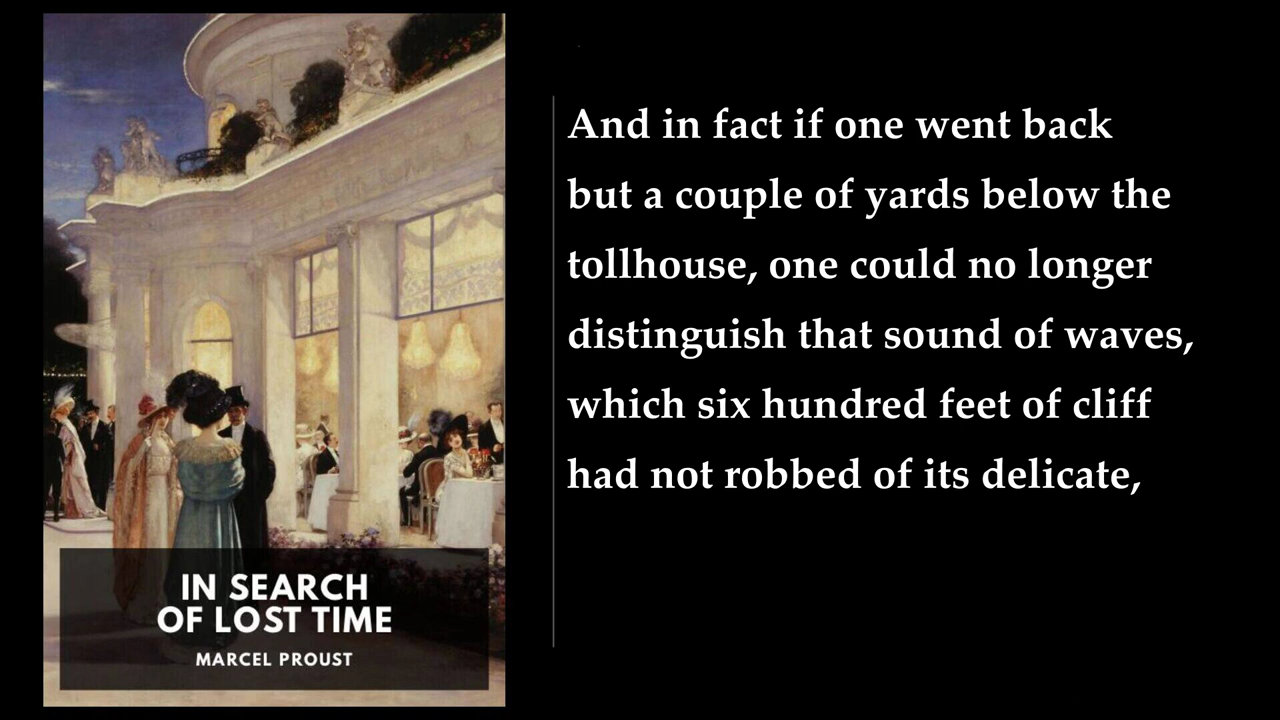 IN SEARCH
OF LOST TIME
MARCEL PROUST
And in fact if one went back
but a couple of yards below the
tollhouse, one could no longer
distinguish that sound of waves,
which six hundred feet of cliff
had not robbed of its delicate,